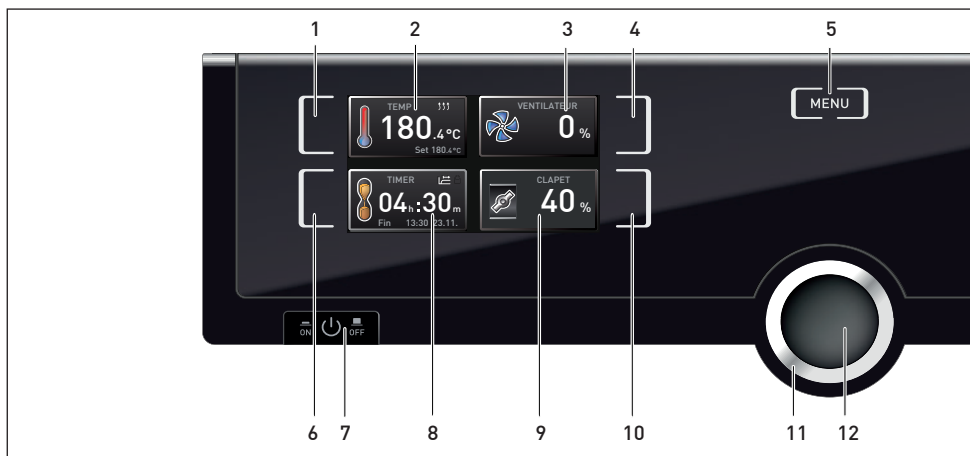 1 2 3 4 5
MENU
TEMP
180.4°C
Set 180.4°C
VENTILATEUR
0 %
TIMER
04h:30m
Fin 13:30 23.11.
CLAPET
40 %
ON OFF
6 7 8 9 10 11 12